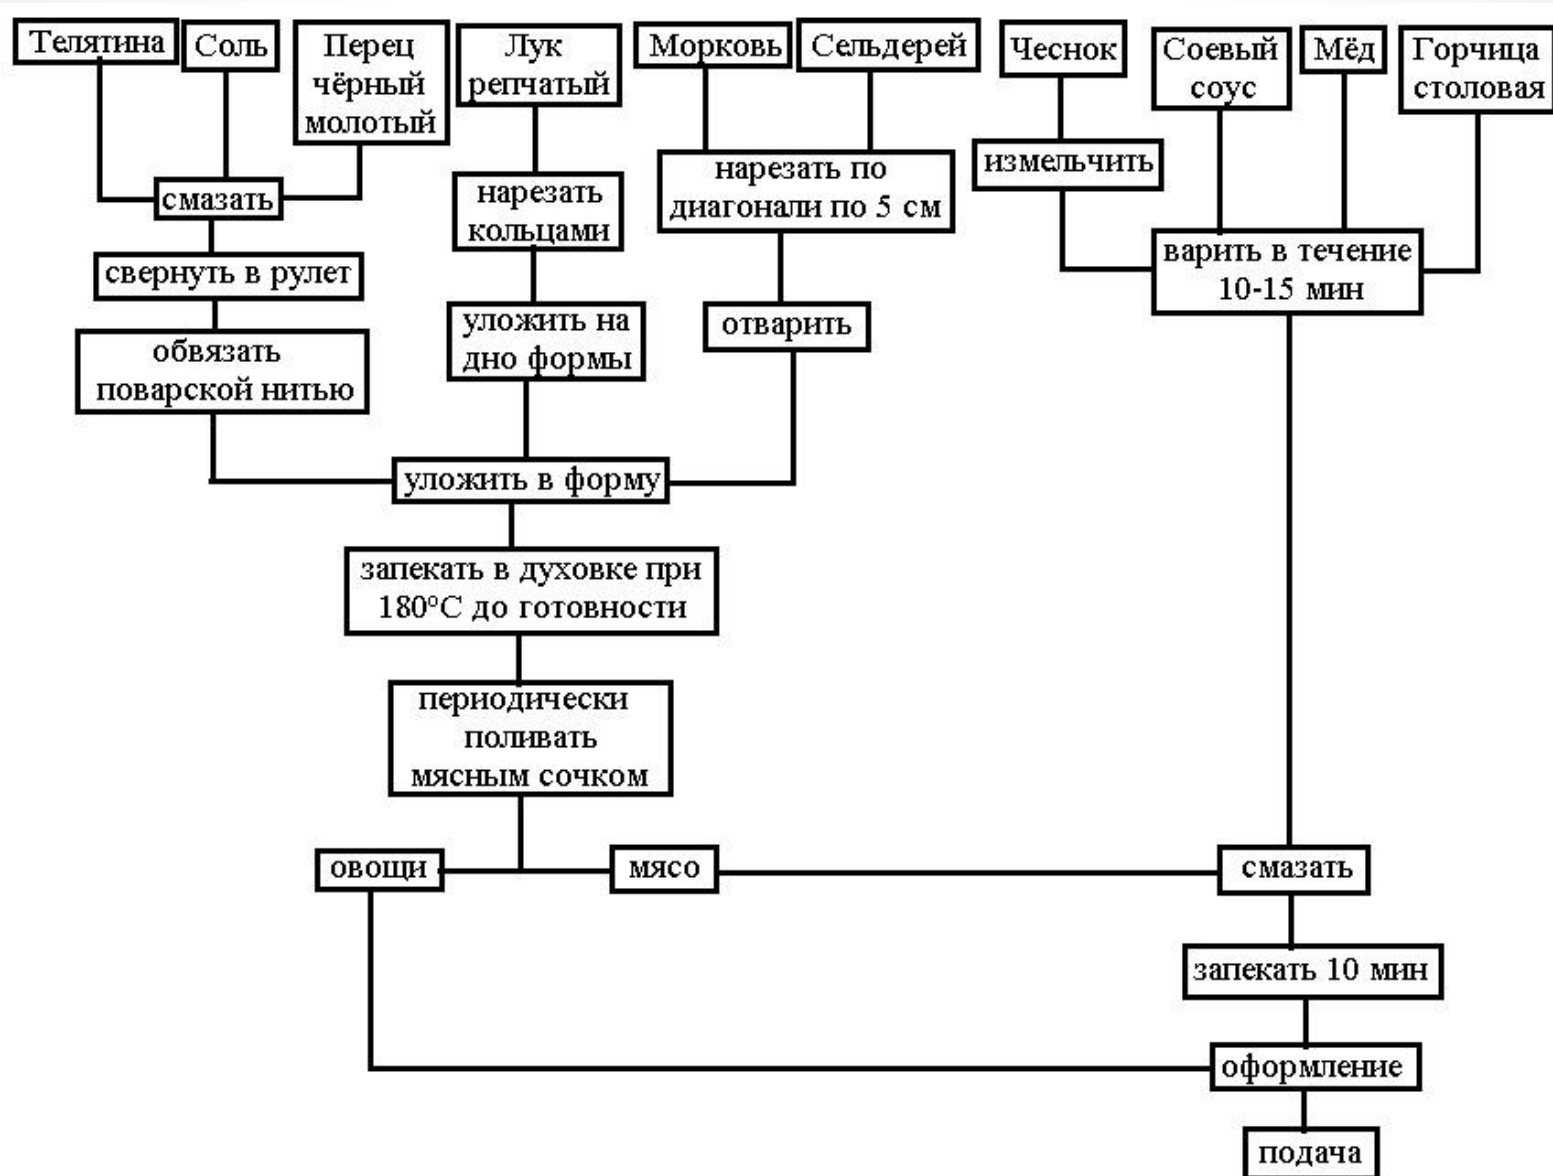 Телятина
Соль
Перец
чёрный
молотый
Лук
репчатый
Морковь
Сельдерей
Чеснок
Соевый
соус
Мёд
Горчица
столовая
смазать
нарезать
кольцами
нарезать по
диагонали по 5 см
измельчить
свернуть в рулет
варить в течение
10-15 мин
обвязать
поварской нитью
уложить на
дно формы
отварить
уложить в форму
запекать в духовке при
180°С до готовности
периодически
поливать
мясным сочком
овощи
мясо
смазать
запекать 10 мин
оформление
подача